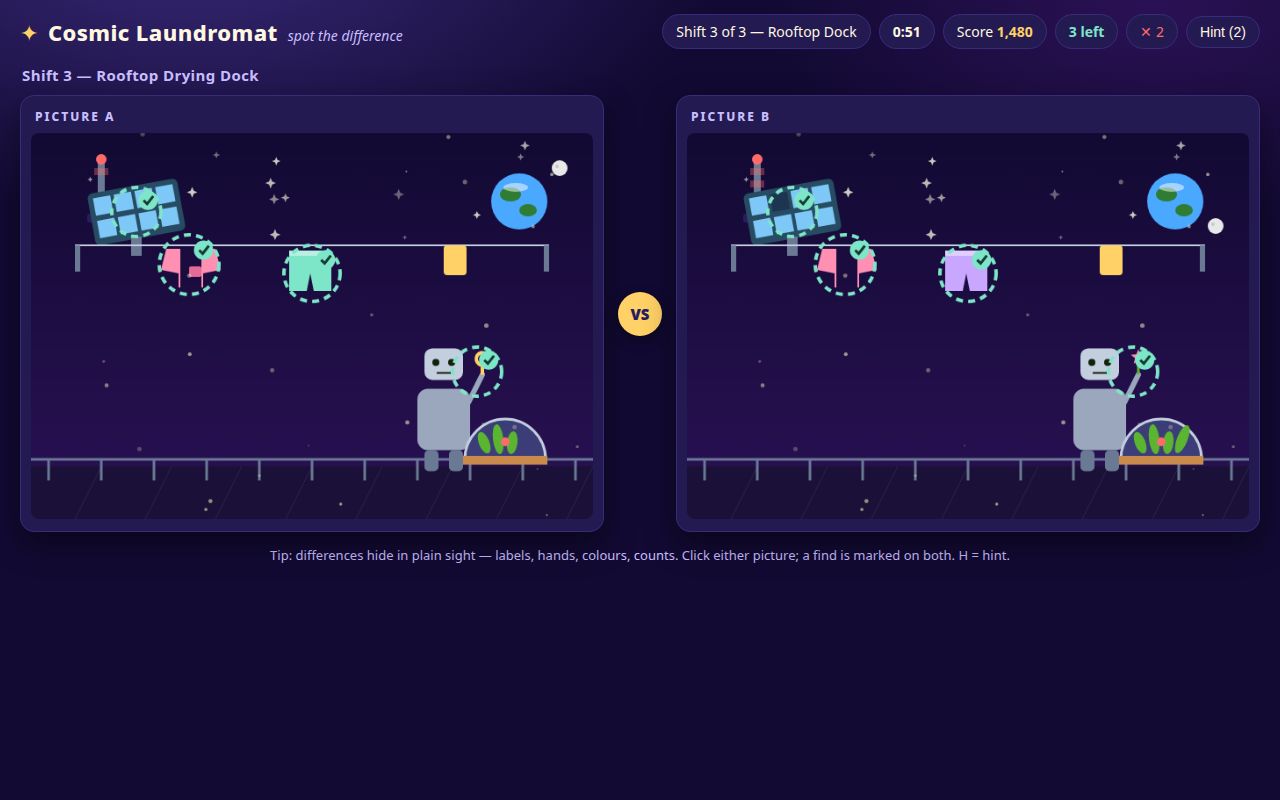 ✦ Cosmic Laundromat spot the difference
Shift 3 of 3 — Rooftop Dock
0:51
Score 1,480
3 left
✕ 2
Hint (2)
Shift 3 — Rooftop Drying Dock
PICTURE A
PICTURE B
VS
Tip: differences hide in plain sight — labels, hands, colours, counts. Click either picture; a find is marked on both. H = hint.